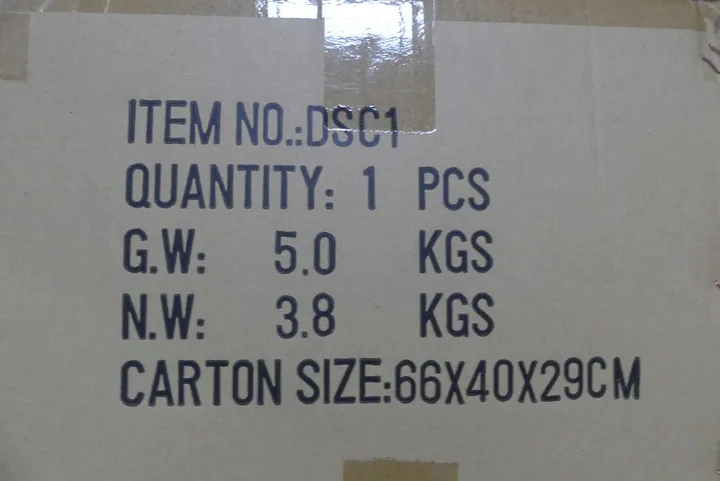 ITEM NO.:DSC1
QUANTITY: 1 PCS
G.W: 5.0 KGS
N.W: 3.8 KGS
CARTON SIZE:66X40X29CM